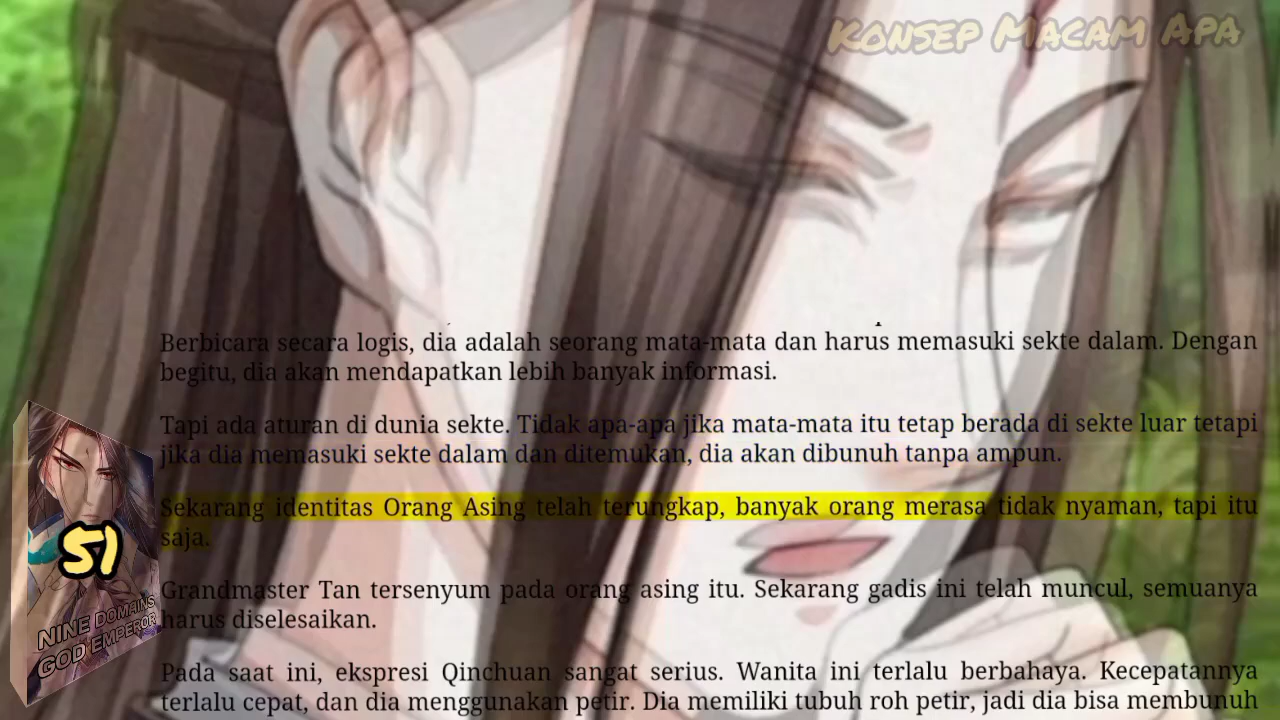 Konsep Macam Apa
Berbicara secara logis, dia adalah seorang mata-mata dan harus memasuki sekte dalam. Dengan
begitu, dia akan mendapatkan lebih banyak informasi.
Tapi ada aturan di dunia sekte. Tidak apa-apa jika mata-mata itu tetap berada di sekte luar tetapi
jika dia memasuki sekte dalam dan ditemukan, dia akan dibunuh tanpa ampun.
Sekarang identitas Orang Asing telah terungkap, banyak orang merasa tidak nyaman, tapi itu
saja.
Grandmaster Tan tersenyum pada orang asing itu. Sekarang gadis ini telah muncul, semuanya
harus diselesaikan.
Pada saat ini, ekspresi Qinchuan sangat serius. Wanita ini terlalu berbahaya. Kecepatannya
terlalu cepat, dan dia menggunakan petir. Dia memiliki tubuh roh petir, jadi dia bisa membunuh
51
NINE DOMAINS
GOD EMPEROR